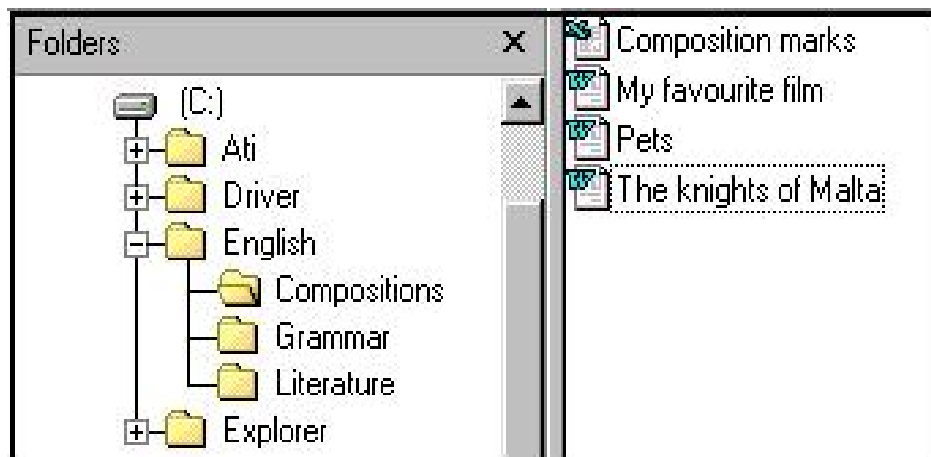 Folders
(C:)
Ati
Driver
English
Compositions
Grammar
Literature
Explorer
Composition marks
My favourite film
Pets
The knights of Malta